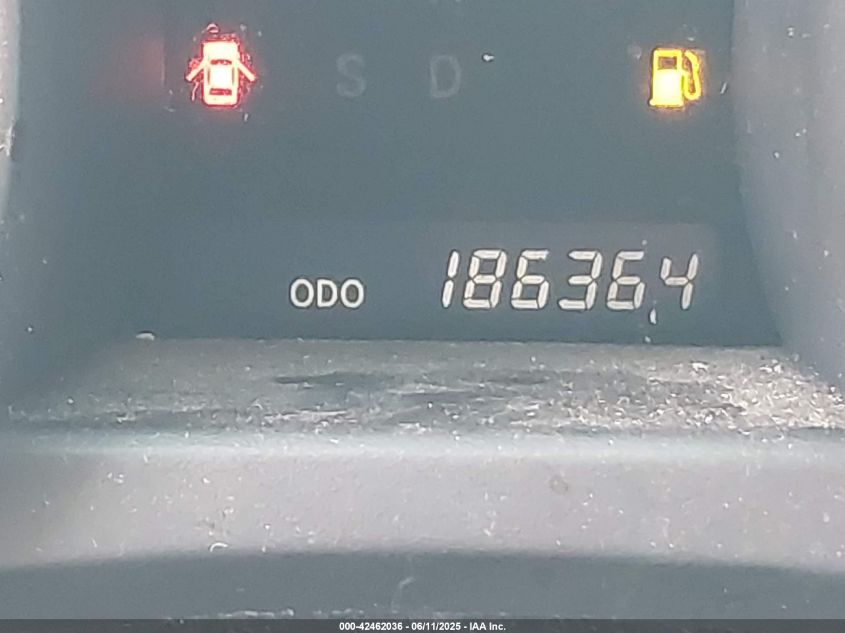 S D
ODO 186364
000-42462036 - 06/11/2025 - IAA Inc.